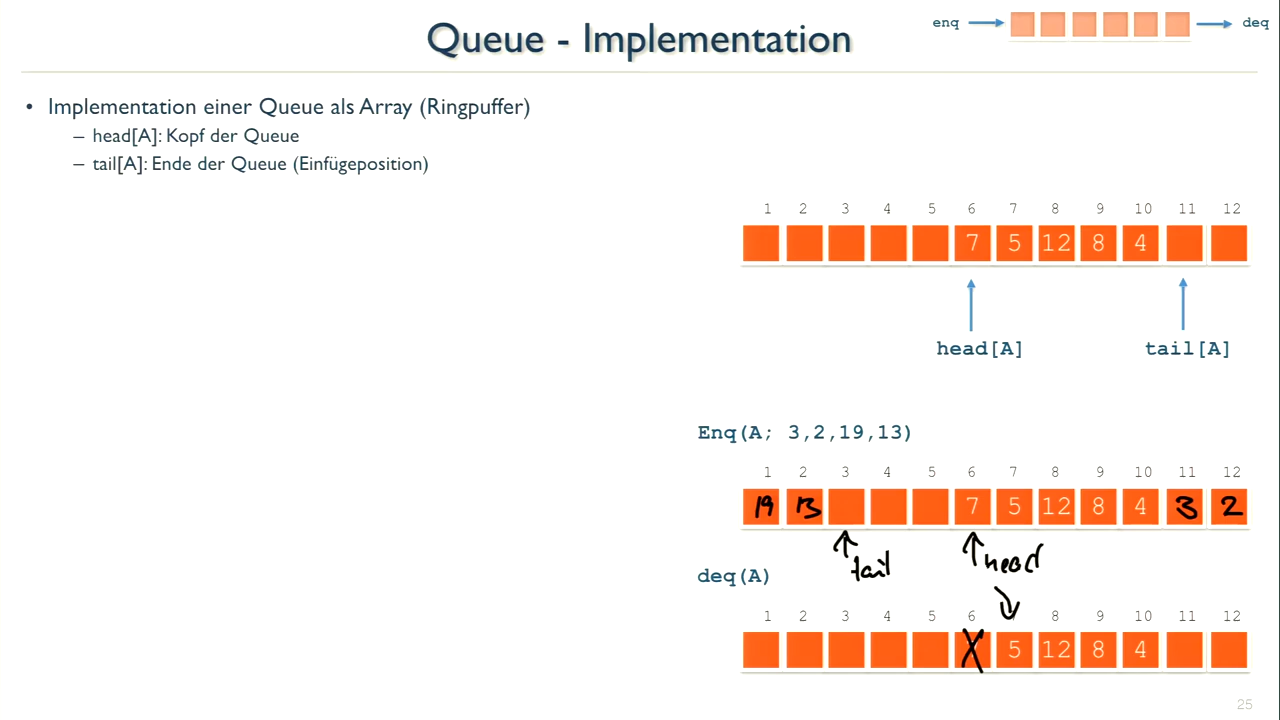 Queue - Implementation
enq deq
• Implementation einer Queue als Array (Ringpuffer)
– head[A]: Kopf der Queue
– tail[A]: Ende der Queue (Einfügeposition)
1 2 3 4 5 6 7 8 9 10 11 12
7 5 12 8 4
head[A] tail[A]
Enq(A; 3,2,19,13)
1 2 3 4 5 6 7 8 9 10 11 12
19 13 7 5 12 8 4 3 2
tail head
deq(A)
1 2 3 4 5 6 7 8 9 10 11 12
5 12 8 4
25